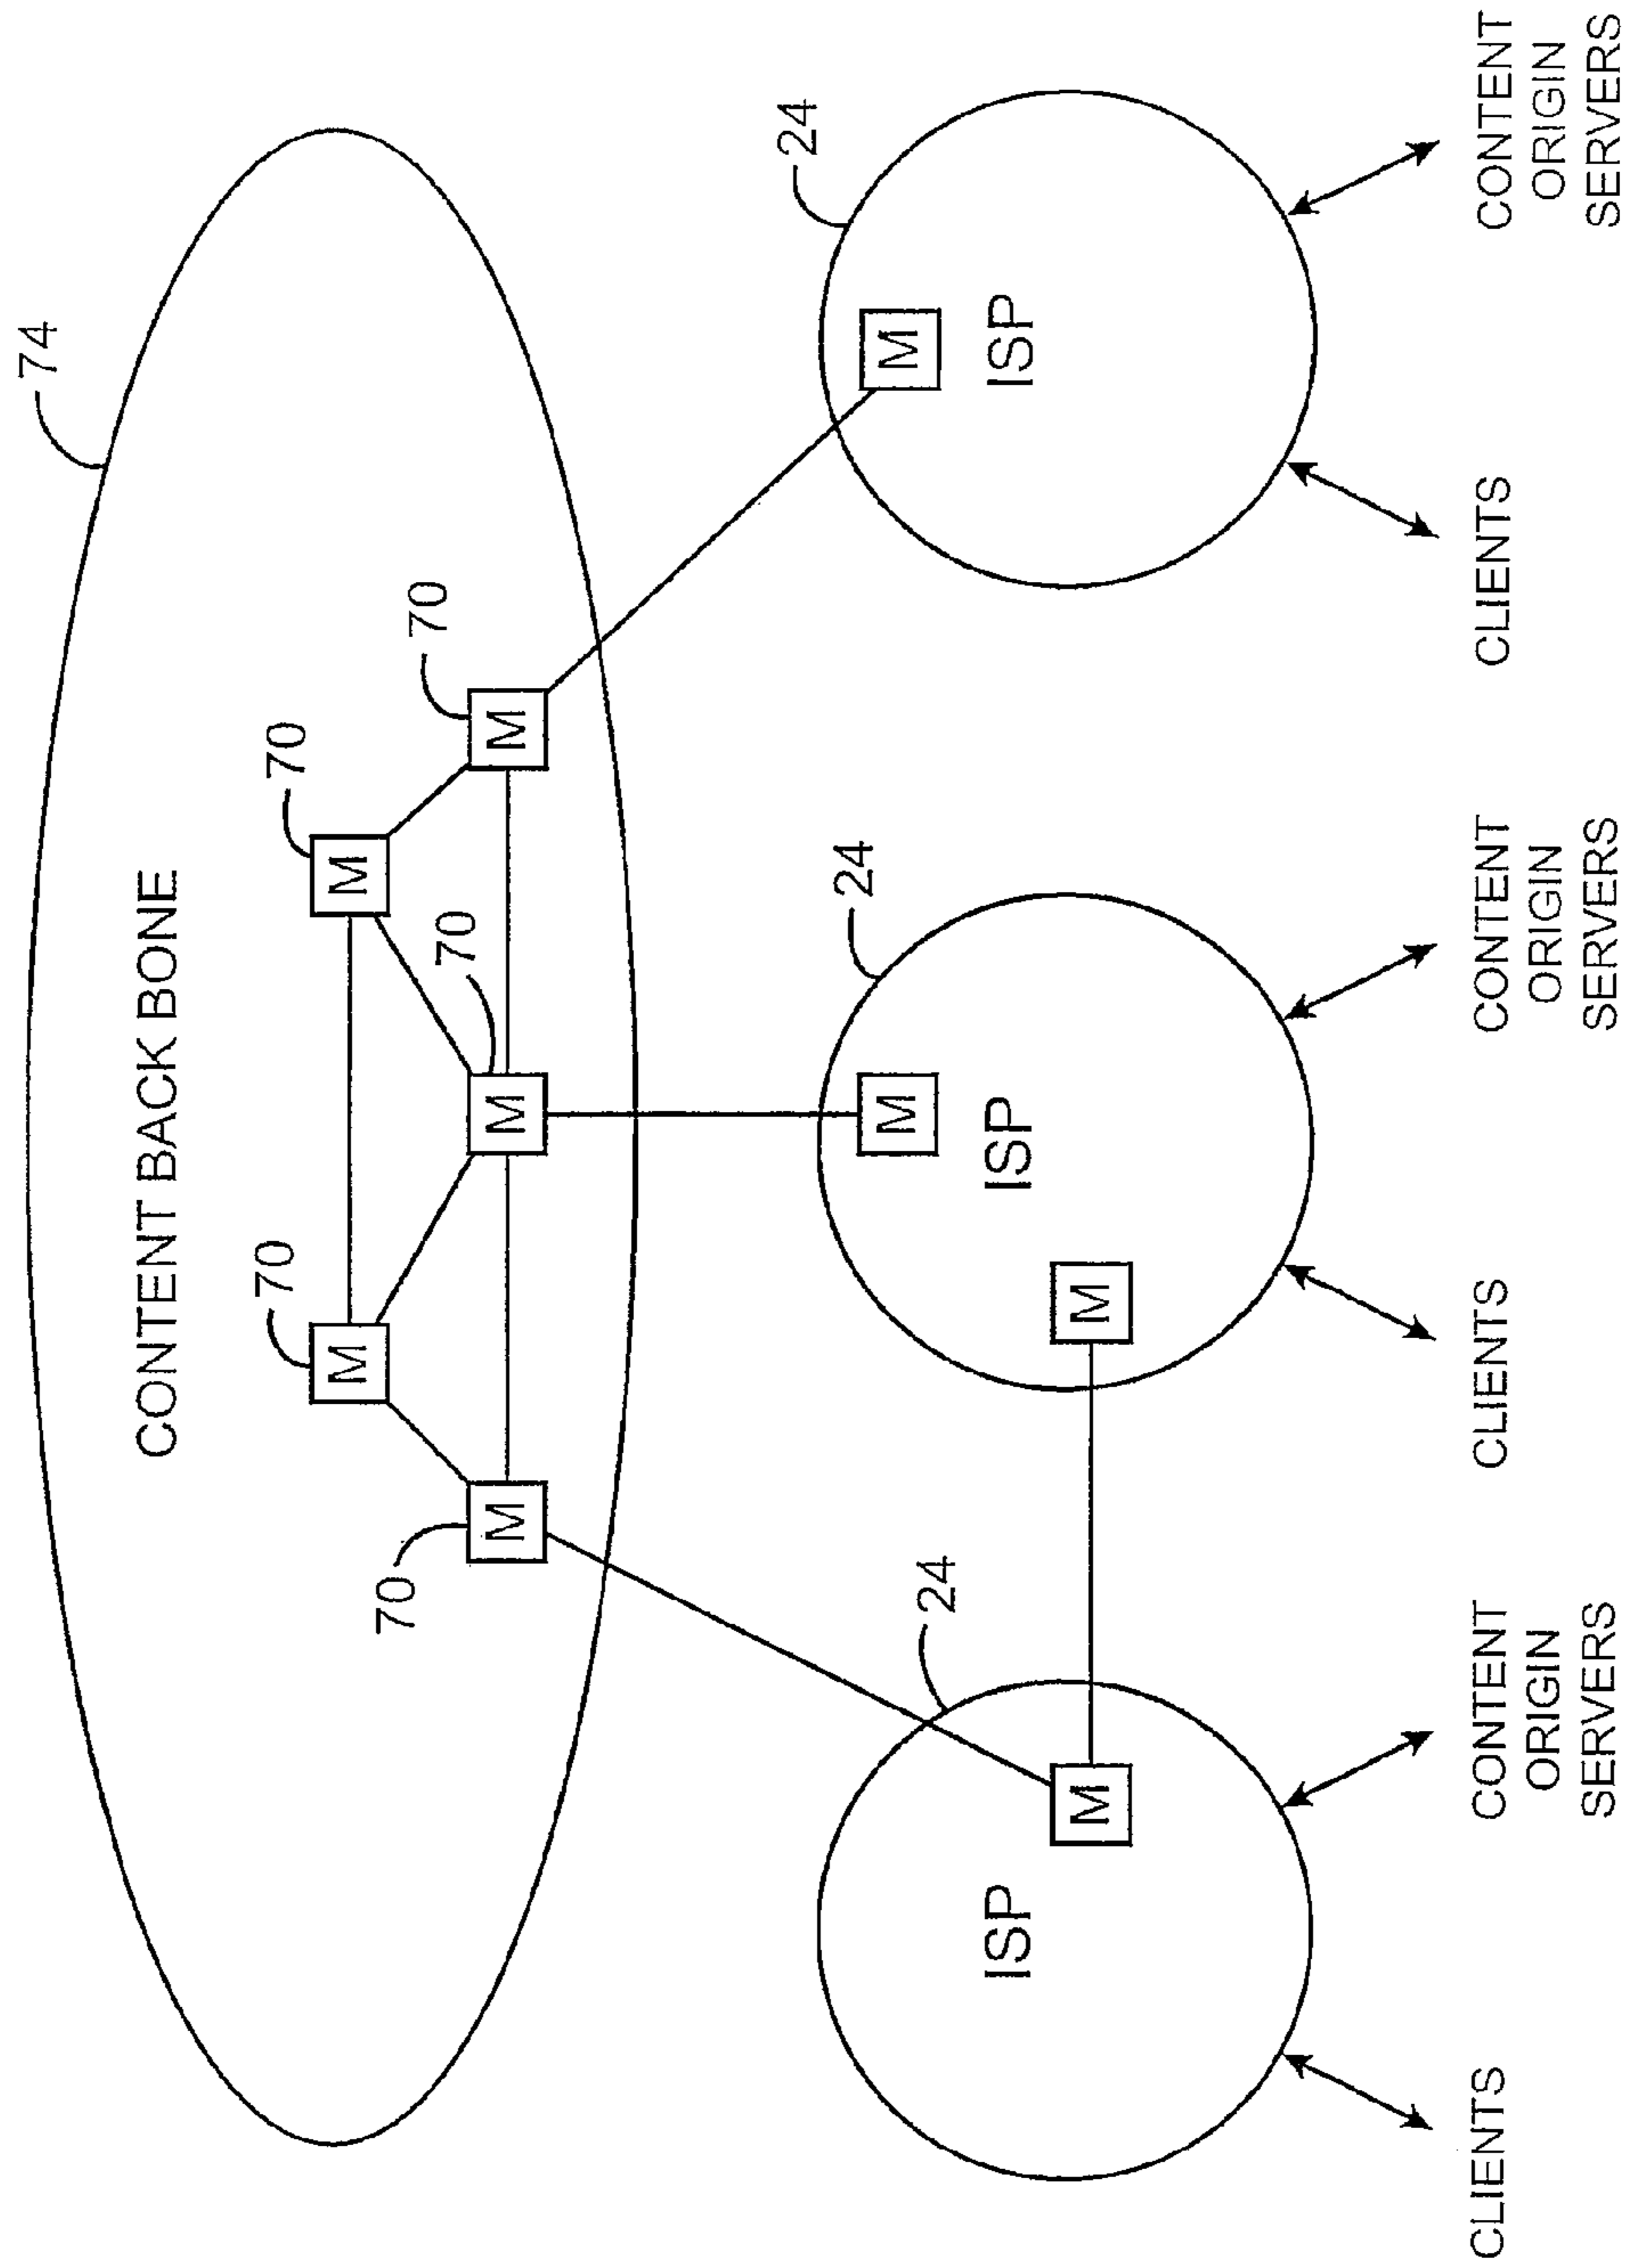 74
CONTENT BACK BONE
70
70
M
M
70
70
70
M
M
M
24
24
24
M
M
ISP
ISP
ISP
M
M
CLIENTS
CONTENT
ORIGIN
SERVERS
CLIENTS
CONTENT
ORIGIN
SERVERS
CLIENTS
CONTENT
ORIGIN
SERVERS